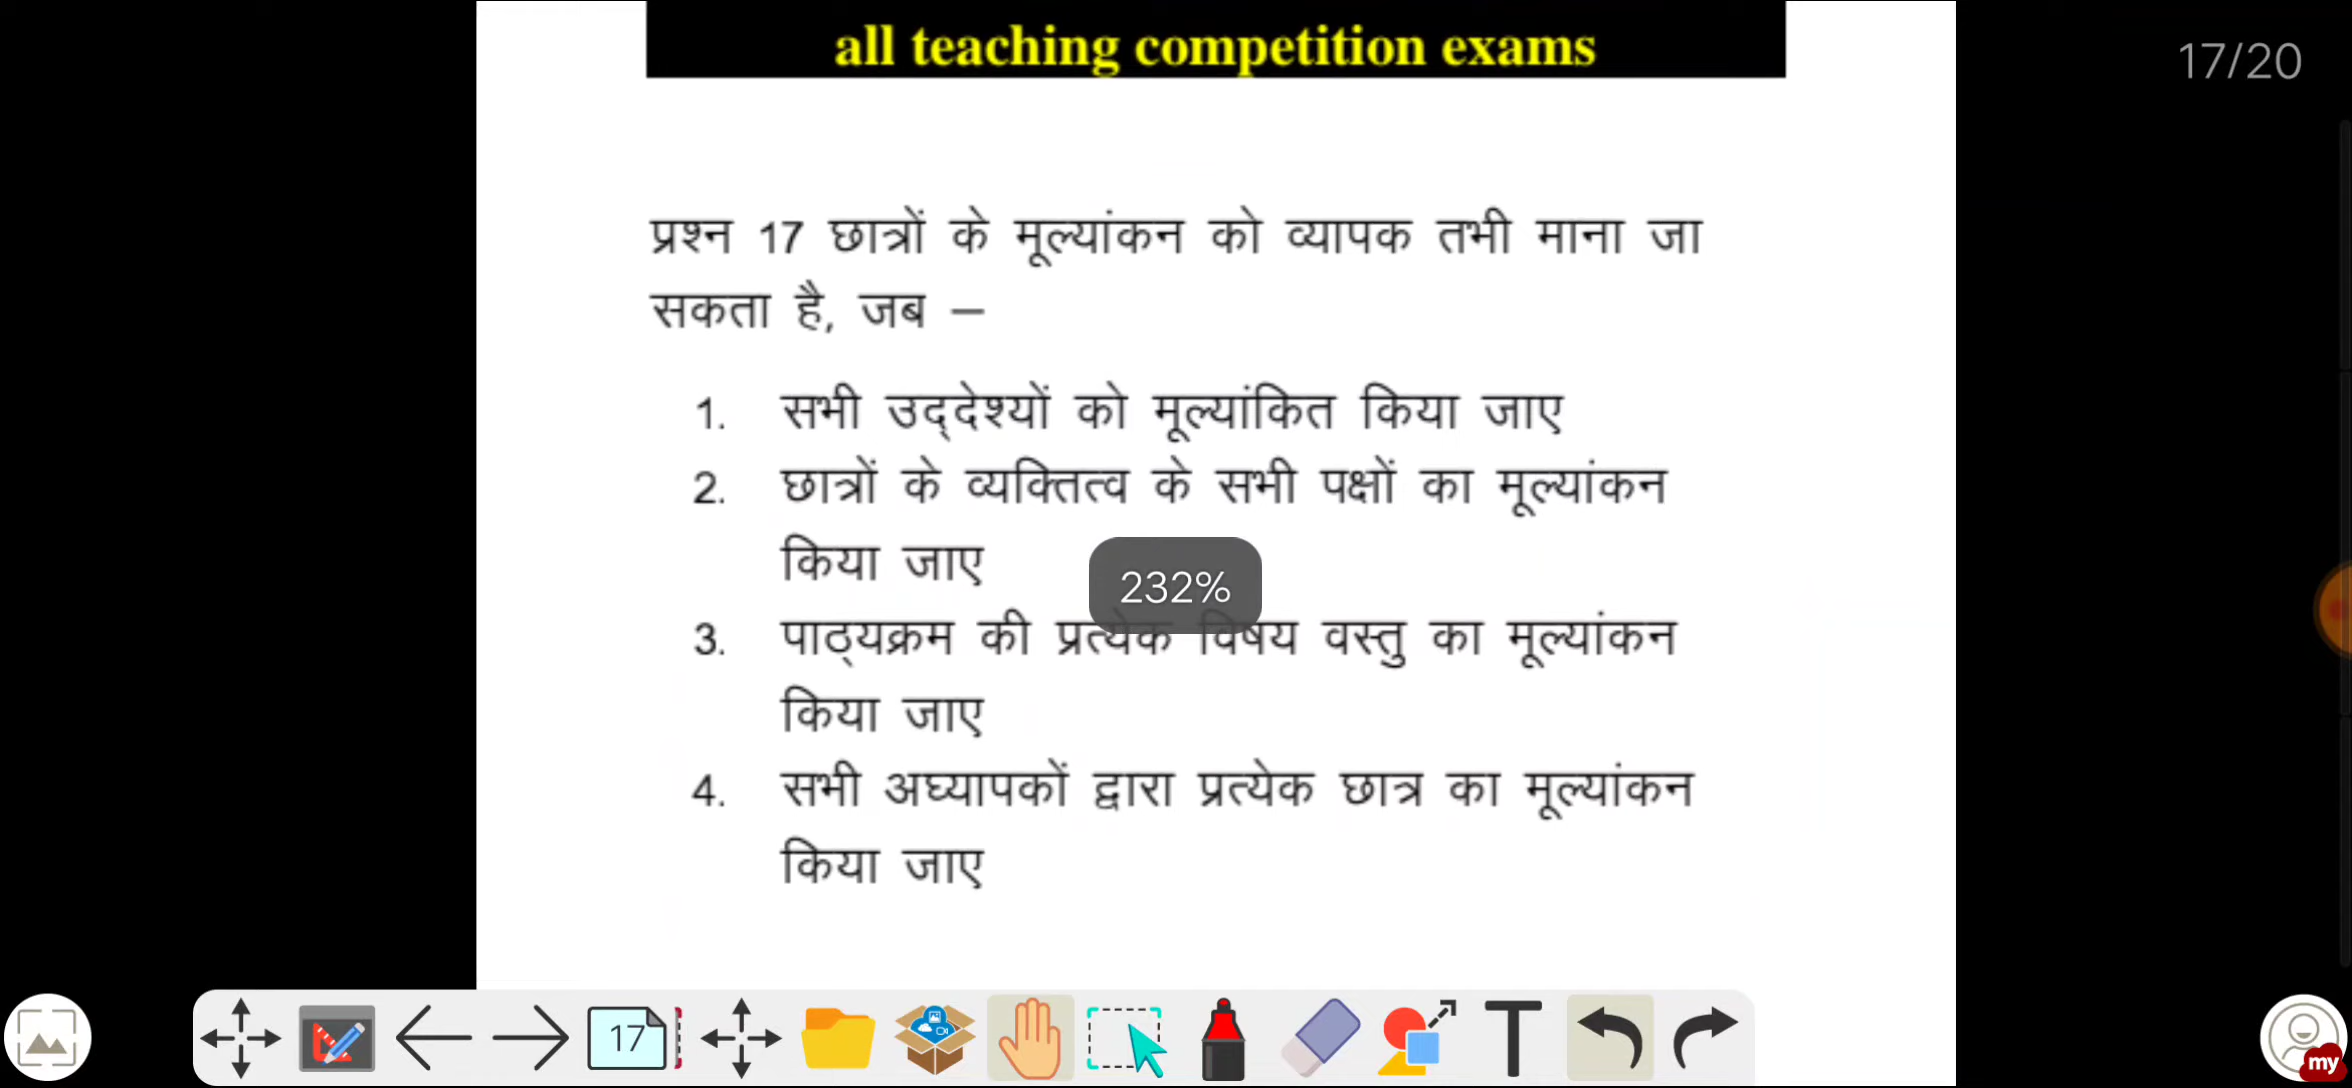 all teaching competition exams
17/20
प्रश्न 17 छात्रों के मूल्यांकन को व्यापक तभी माना जा
सकता है, जब –
1. सभी उद्देश्यों को मूल्यांकित किया जाए
2. छात्रों के व्यक्तित्व के सभी पक्षों का मूल्यांकन
किया जाए
232%
3. पाठ्यक्रम की प्रत्येक विषय वस्तु का मूल्यांकन
किया जाए
4. सभी अघ्यापकों द्वारा प्रत्येक छात्र का मूल्यांकन
किया जाए
17
T
my